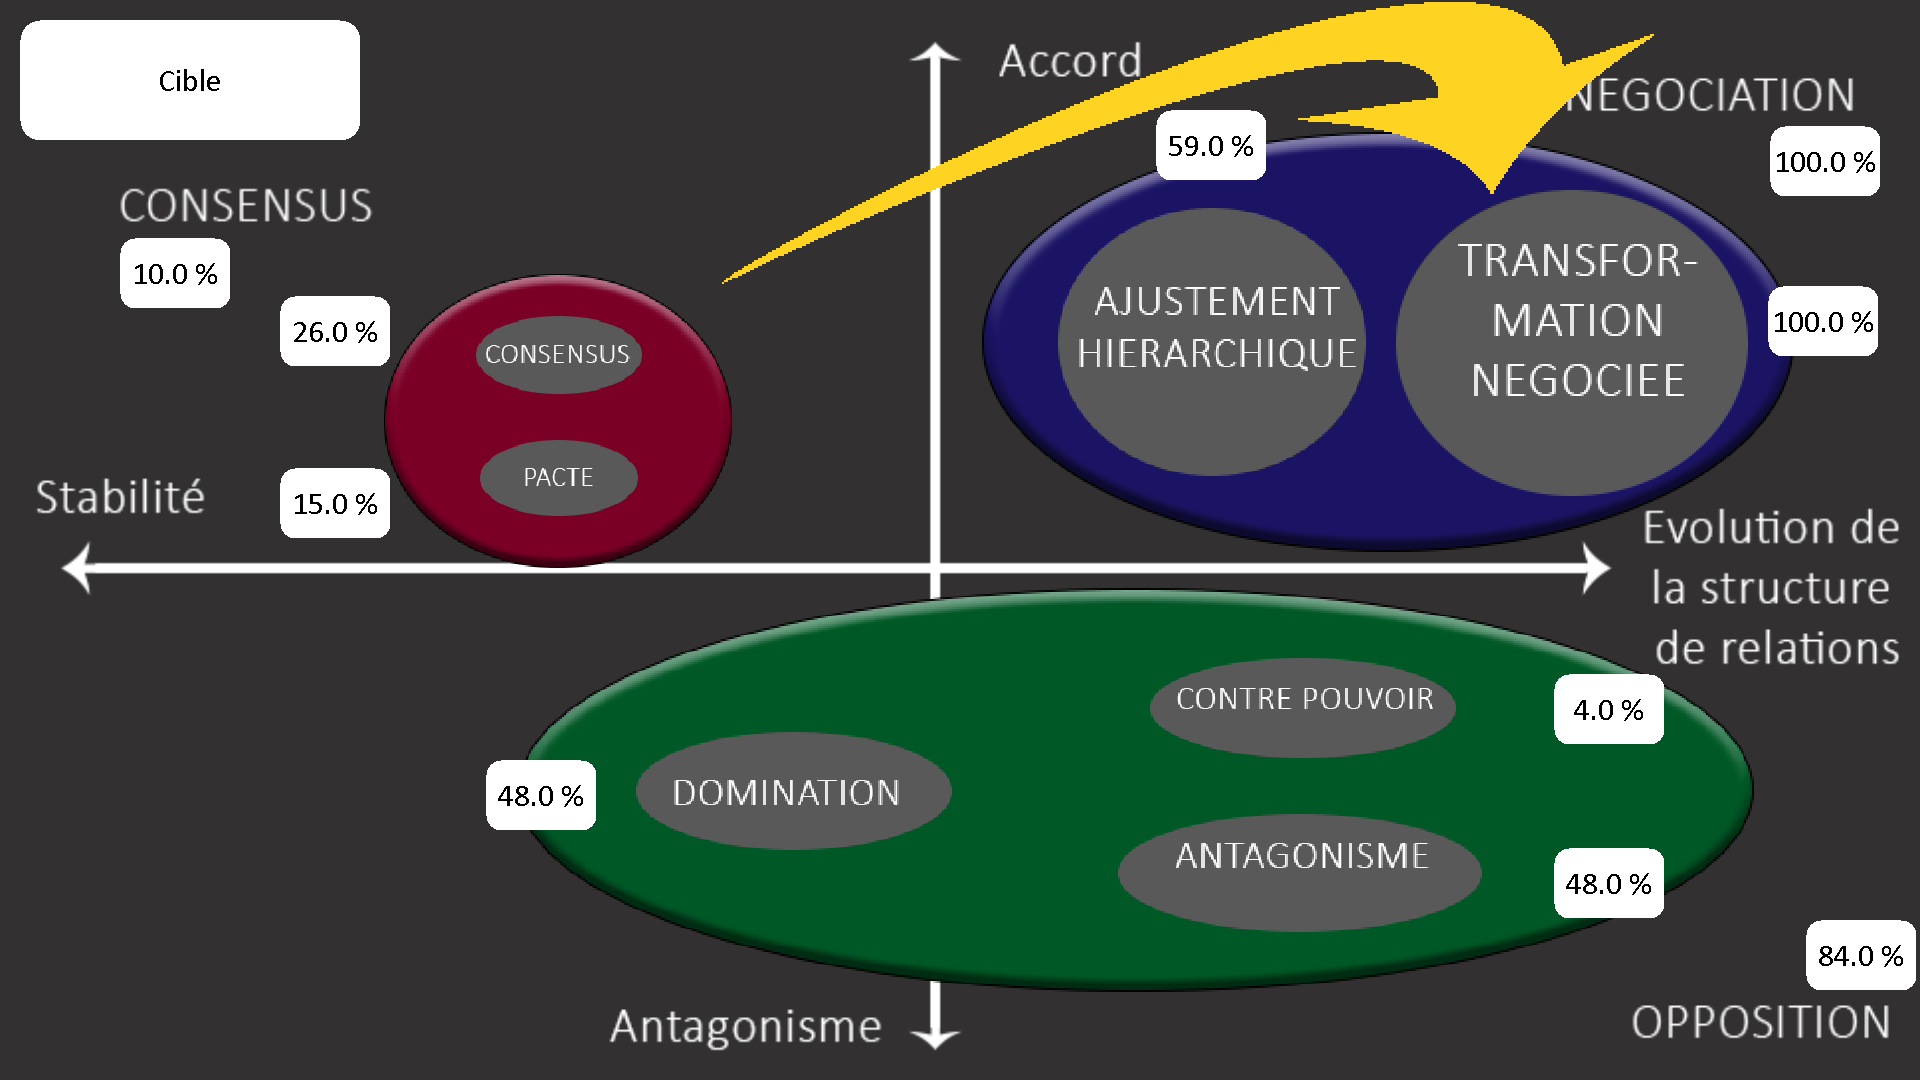 Cible
Accord
NEGOCIATION
59.0 %
100.0 %
CONSENSUS
10.0 %
26.0 %
CONSENSUS
PACTE
15.0 %
AJUSTEMENT
HIERARCHIQUE
TRANSFOR-
MATION
NEGOCIEE
100.0 %
Stabilité
Evolution de
la structure
de relations
CONTRE POUVOIR
4.0 %
48.0 %
DOMINATION
ANTAGONISME
48.0 %
84.0 %
Antagonisme
OPPOSITION